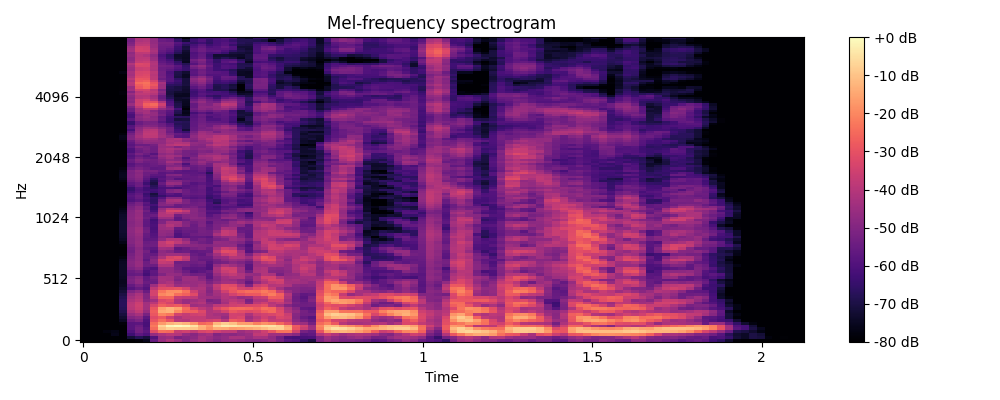 Mel-frequency spectrogram
Hz
4096
2048
1024
512
0
0
0.5
1
1.5
2
Time
+0 dB
-10 dB
-20 dB
-30 dB
-40 dB
-50 dB
-60 dB
-70 dB
-80 dB